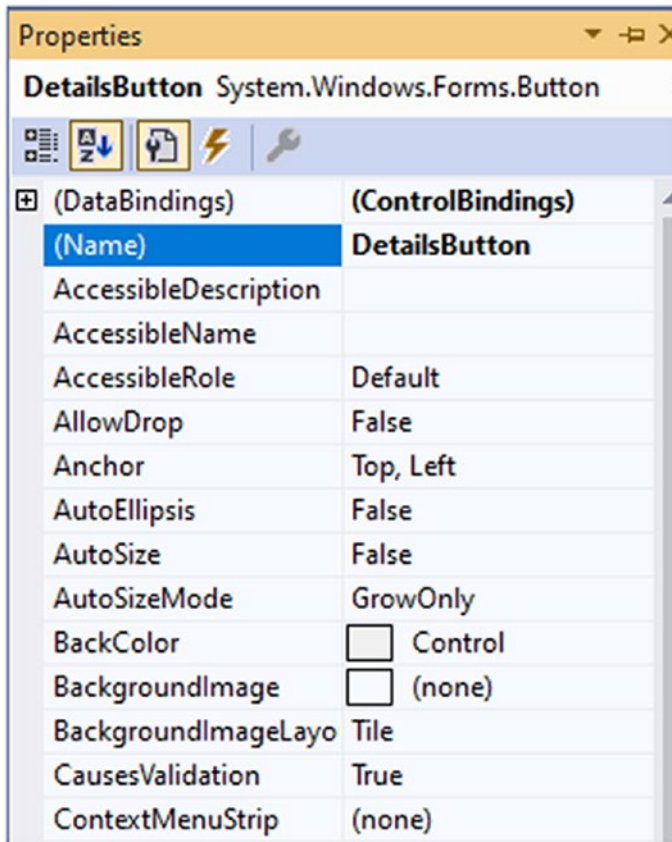 Properties
DetailsButton System.Windows.Forms.Button
(DataBindings) (ControlBindings)
(Name) DetailsButton
AccessibleDescription
AccessibleName
AccessibleRole Default
AllowDrop False
Anchor Top, Left
AutoEllipsis False
AutoSize False
AutoSizeMode GrowOnly
BackColor Control
BackgroundImage (none)
BackgroundImageLayo Tile
CausesValidation True
ContextMenuStrip (none)